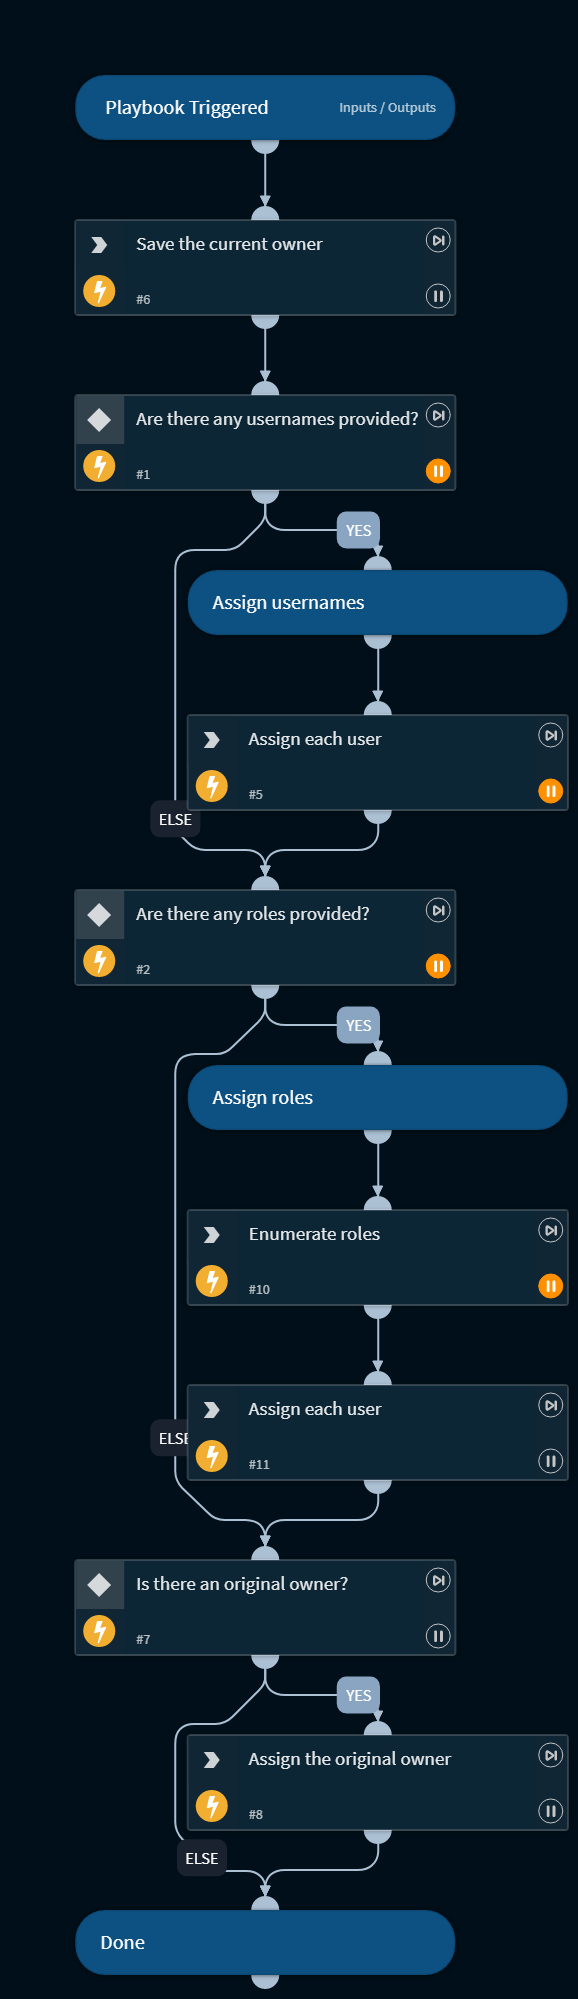 Playbook Triggered
Inputs / Outputs
Save the current owner
#6
Are there any usernames provided?
#1
YES
Assign usernames
Assign each user
#5
ELSE
Are there any roles provided?
#2
YES
Assign roles
Enumerate roles
#10
Assign each user
#11
ELSE
Is there an original owner?
#7
YES
Assign the original owner
#8
ELSE
Done